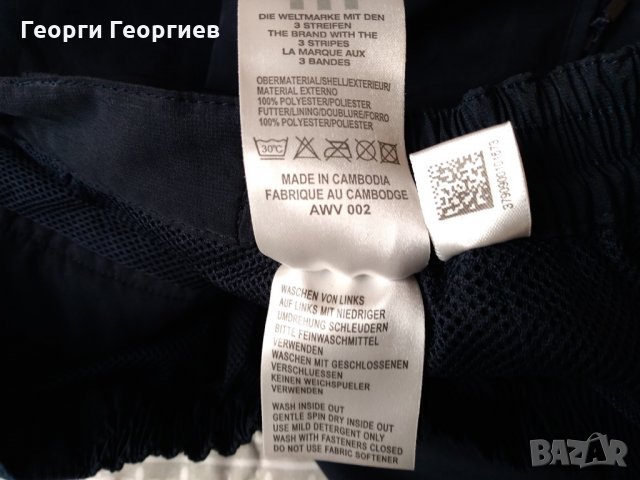 Георги Георгиев
DIE WELTMARKE MIT DEN
3 STREIFEN
THE BRAND WITH THE
3 STRIPES
LA MARQUE AUX
3 BANDES
OBERMATERIAL/SHELL/EXTERIEUR/
MATERIAL EXTERNO
100% POLYESTER/POLIESTER
FUTTER/LINING/DOUBLURE/FORRO
100% POLYESTER/POLIESTER
30°C
MADE IN CAMBODIA
FABRIQUE AU CAMBODGE
AWV 002
WASCHEN VON LINKS
AUF LINKS MIT NIEDRIGER
UMDREHUNG SCHLEUDERN
BITTE FEINWASCHMITTEL
VERWENDEN
WASCHEN MIT GESCHLOSSENEN
VERSCHLUESSEN
KEINEN WEICHSPUELER
VERWENDEN
WASH INSIDE OUT
GENTLE SPIN DRY INSIDE OUT
USE MILD DETERGENT ONLY
WASH WITH FASTENERS CLOSED
DO NOT USE FABRIC SOFTENER
BAZAR